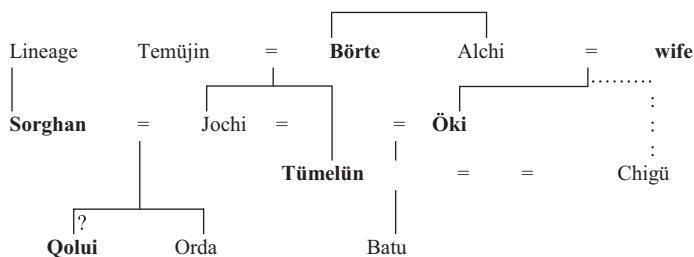 Lineage Temüjin = Börte Alchi = wife
Sorghan = Jochi = = Öki
Tümelün = = Chigü
?
Qolui Orda Batu